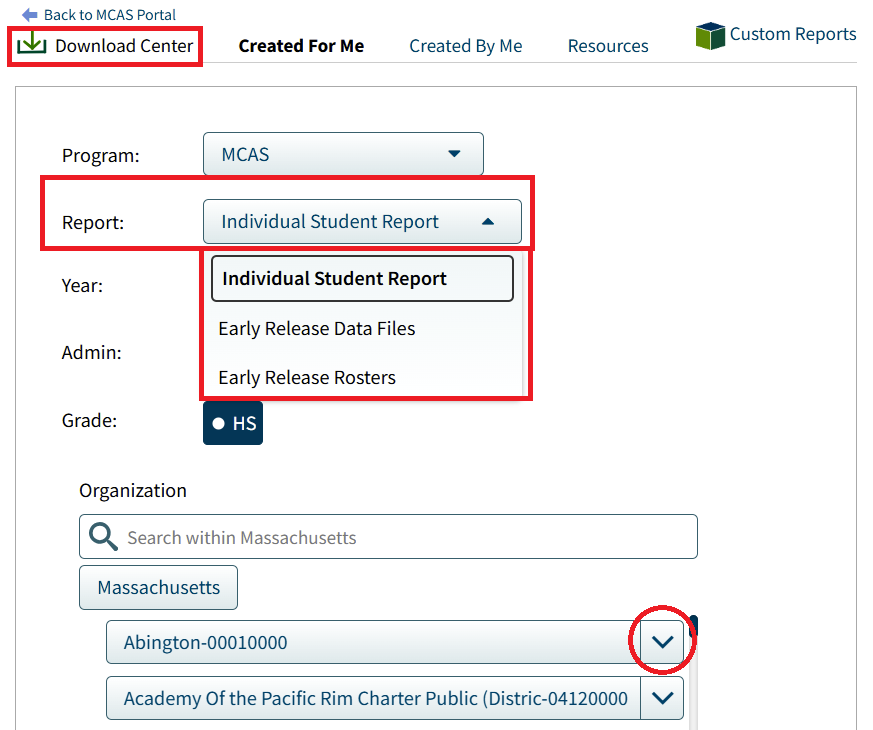 Back to MCAS Portal
Download Center
Created For Me
Created By Me
Resources
Custom Reports
Program:
MCAS
Report:
Individual Student Report
Individual Student Report
Year:
Early Release Data Files
Admin:
Early Release Rosters
Grade:
HS
Organization
Search within Massachusetts
Massachusetts
Abington-00010000
Academy Of the Pacific Rim Charter Public (Distric-04120000